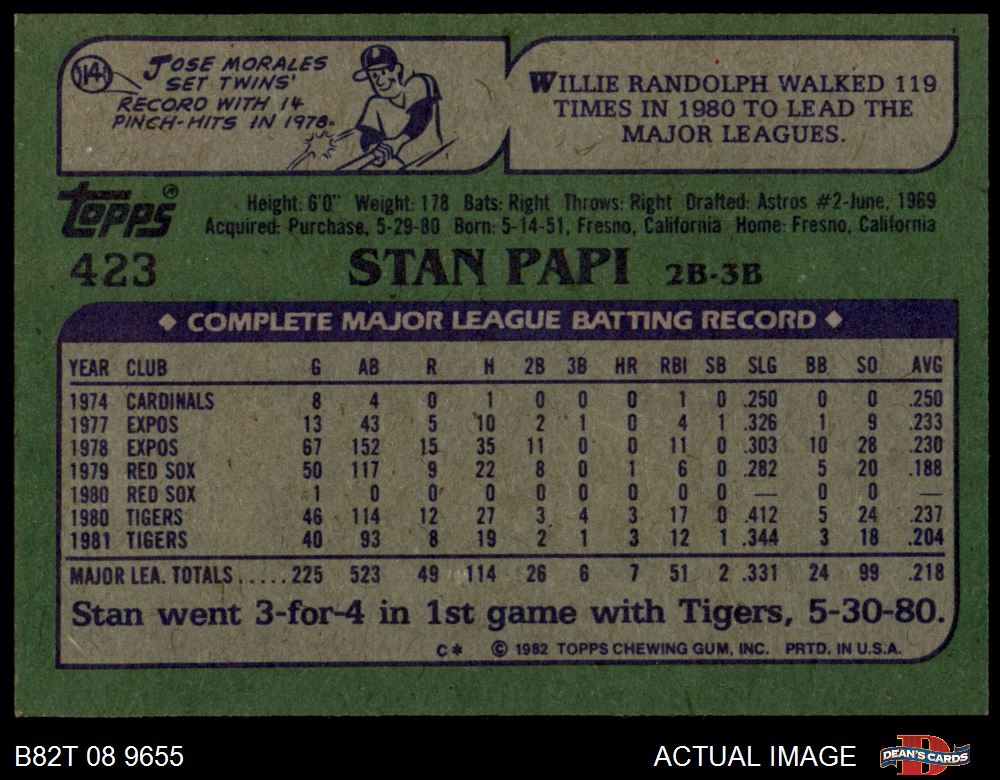 14
JOSE MORALES
SET TWINS'
RECORD WITH 14
PINCH-HITS IN 1978.
WILLIE RANDOLPH WALKED 119
TIMES IN 1980 TO LEAD THE
MAJOR LEAGUES.
Topps®
Height: 6'0" Weight: 178 Bats: Right Throws: Right Drafted: Astros #2-June, 1969
Acquired: Purchase, 5-29-80 Born: 5-14-51, Fresno, California Home: Fresno, California
423 STAN PAPI 2B-3B
◆ COMPLETE MAJOR LEAGUE BATTING RECORD ◆
YEAR CLUB G AB R H 2B 3B HR RBI SB SLG BB SO AVG
1974 CARDINALS 8 4 0 1 0 0 0 1 0 .250 0 0 .250
1977 EXPOS 13 43 5 10 2 1 0 4 1 .326 1 9 .233
1978 EXPOS 67 152 15 35 11 0 0 11 0 .303 10 28 .230
1979 RED SOX 50 117 9 22 8 0 1 6 0 .282 5 20 .188
1980 RED SOX 1 0 0 0 0 0 0 0 0 — 0 0 —
1980 TIGERS 46 114 12 27 3 4 3 17 0 .412 5 24 .237
1981 TIGERS 40 93 8 19 2 1 3 12 1 .344 3 18 .204
MAJOR LEA. TOTALS.....225 523 49 114 26 6 7 51 2 .331 24 99 .218
Stan went 3-for-4 in 1st game with Tigers, 5-30-80.
C* © 1982 TOPPS CHEWING GUM, INC. PRTD. IN U.S.A.
B82T 08 9655 ACTUAL IMAGE DEAN'S CARDS